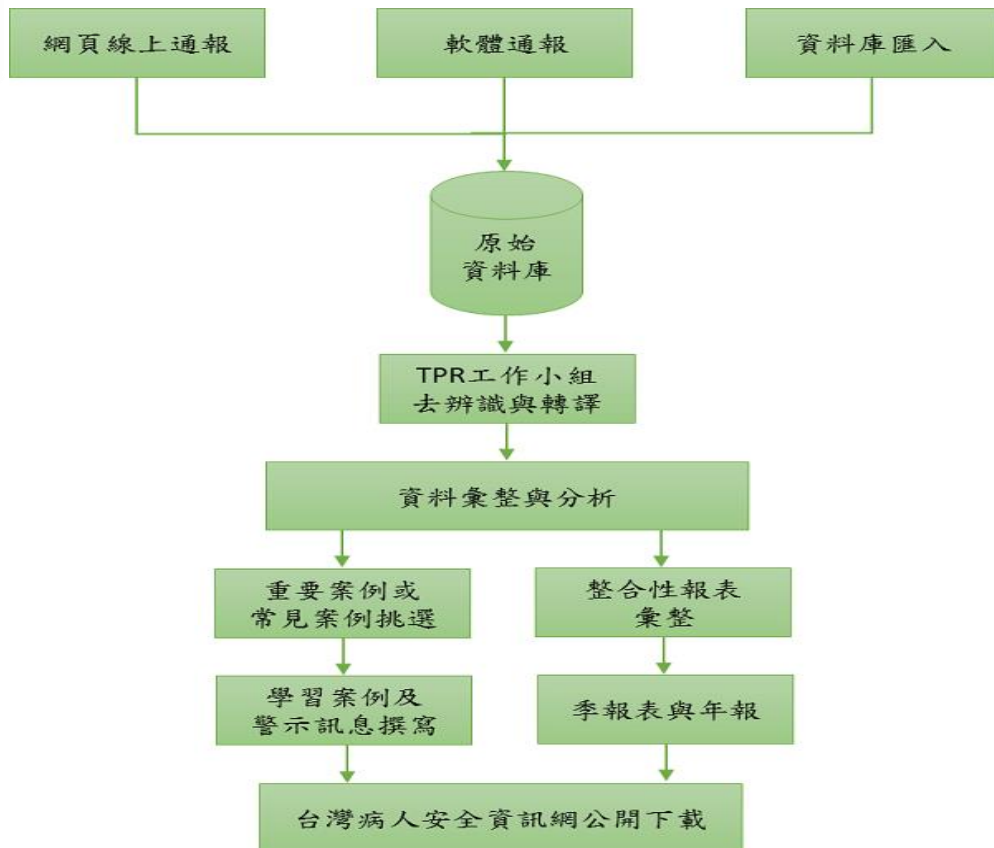 網頁線上通報
軟體通報
資料庫匯入
原始
資料庫
TPR工作小組
去辨識與轉譯
資料彙整與分析
重要案例或
常見案例挑選
整合性報表
彙整
學習案例及
警示訊息撰寫
季報表與年報
台灣病人安全資訊網公開下載